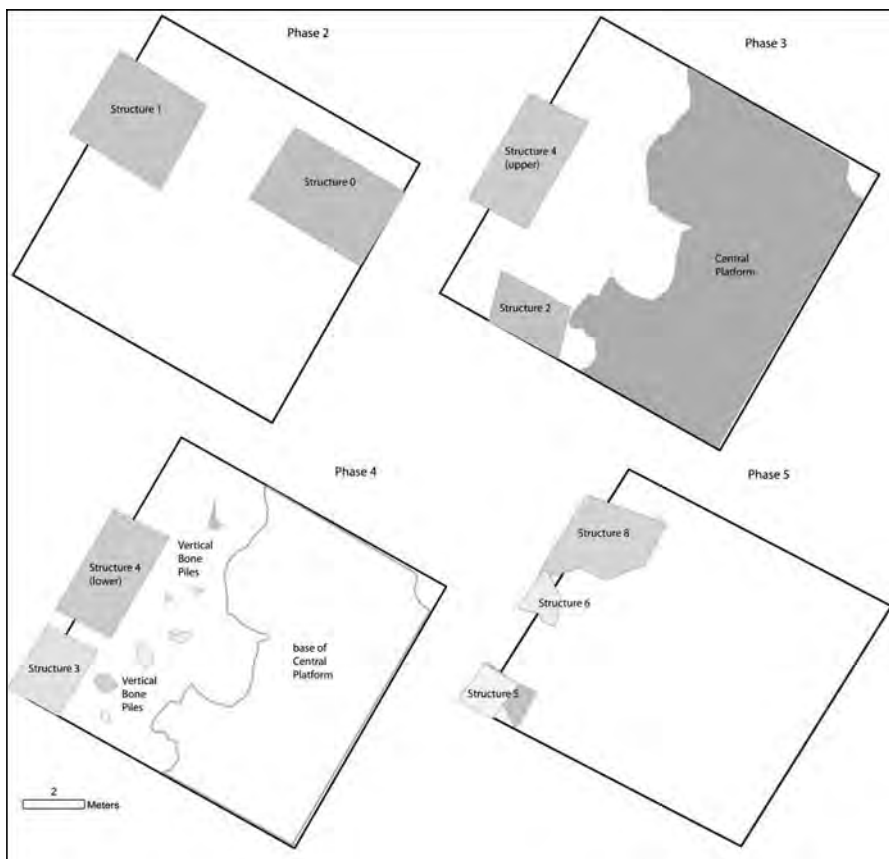 Phase 2
Structure 1
Structure 0
Phase 3
Structure 4
(upper)
Central
Platform
Structure 2
Phase 4
Vertical
Bone
Piles
Structure 4
(lower)
base of
Central
Platform
Structure 3
Vertical
Bone
Piles
2
Meters
Phase 5
Structure 8
Structure 6
Structure 5